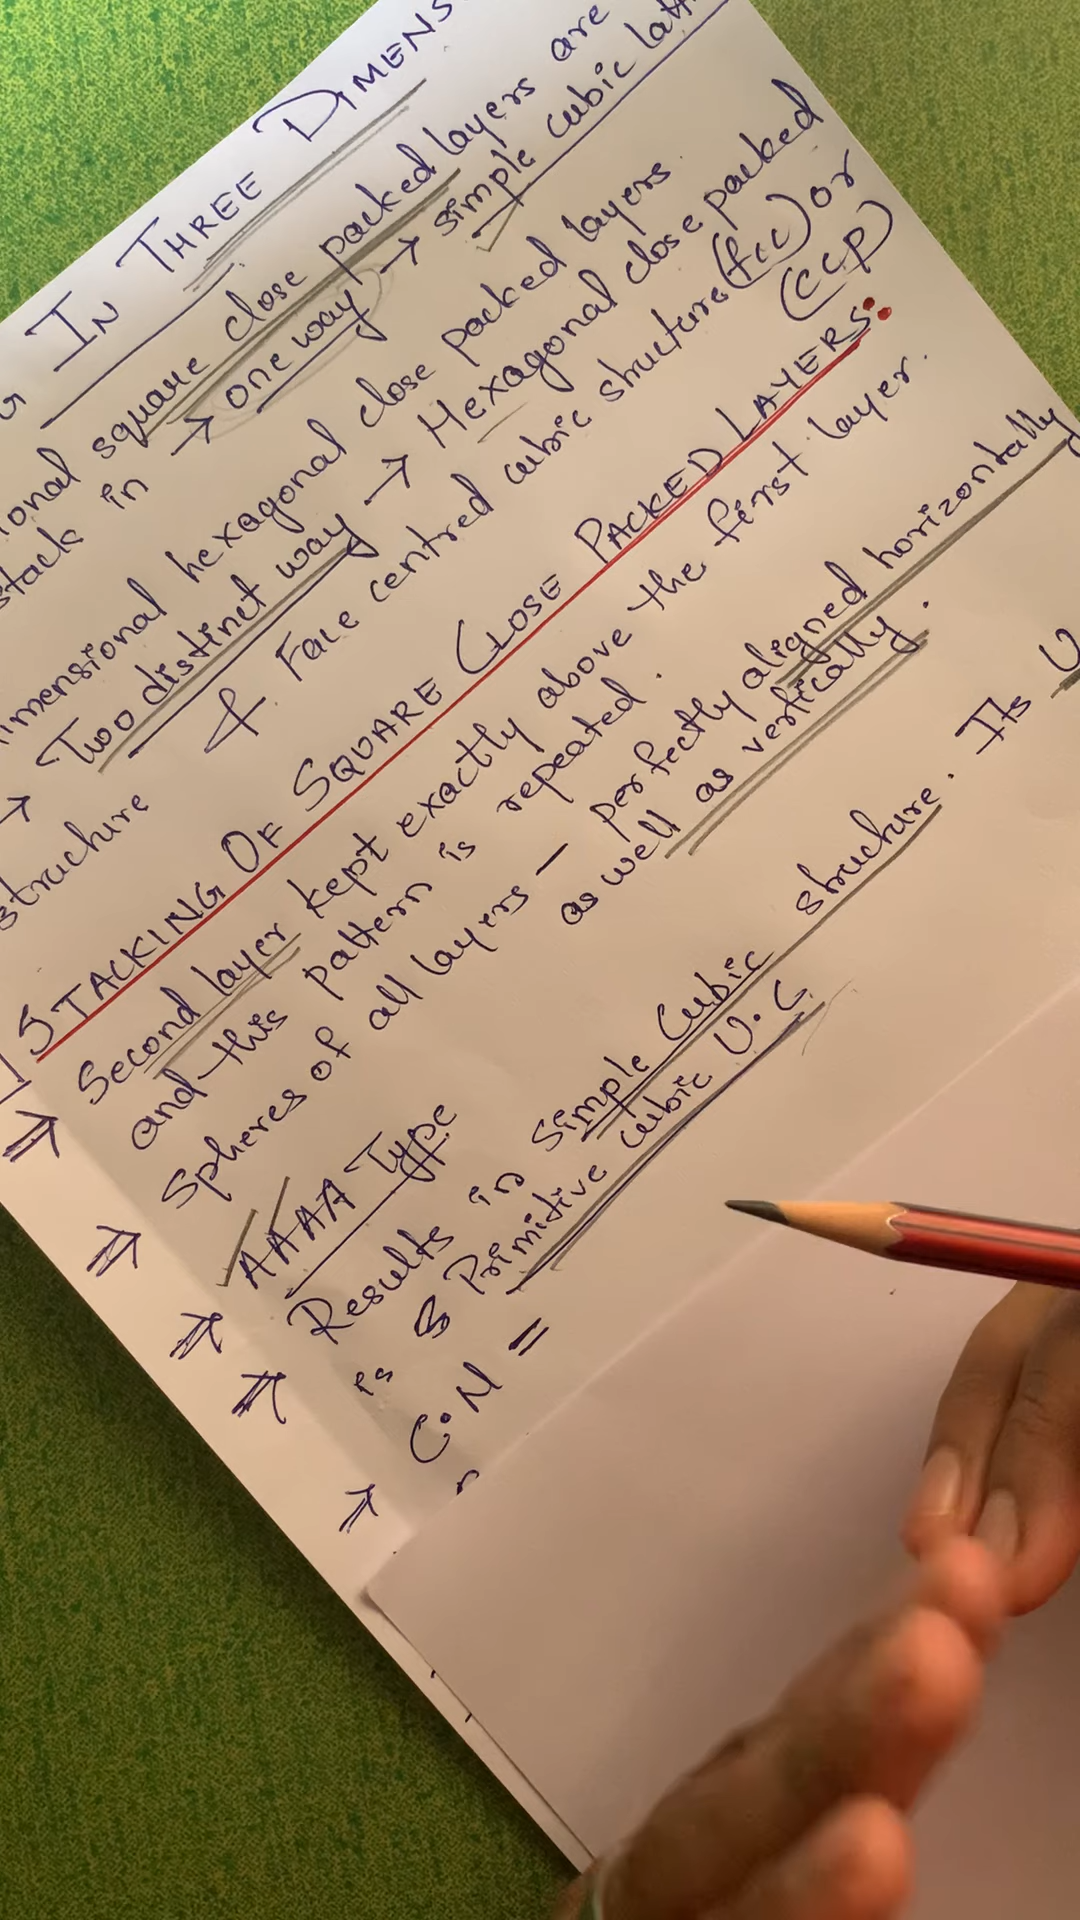 IN THREE DIMENS
ional square close packed layers are
stack in → one way → simple cubic latti
imensional hexagonal close packed layers.
→ Two distinct way → Hexagonal close packed
structure & Face centred cubic structure (fcc) or
(ccp)
STACKING OF SQUARE CLOSE PACKED LAYERS:
⇒ Second layer kept exactly above the first layer.
and this pattern is repeated.
⇒ Spheres of all layers – perfectly aligned horizontally
as well as vertically.
⇒ AAAA Type
⇒ Results in Simple Cubic structure. Its U
is Primitive cubic U.C.
⇒ C.N =